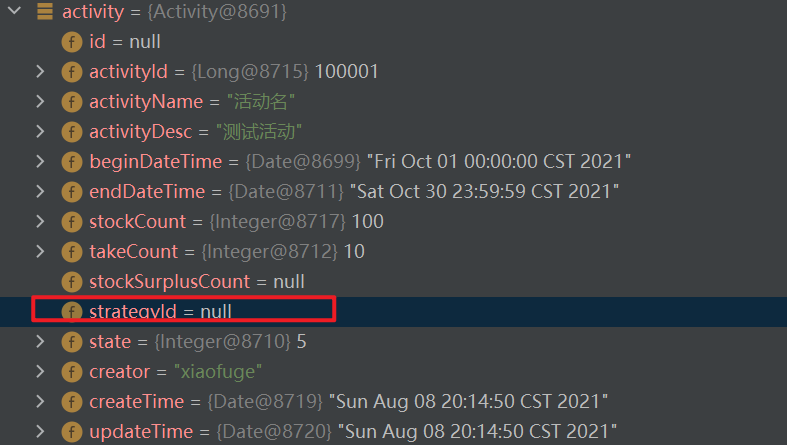 activity = {Activity@8691}
f id = null
f activityId = {Long@8715} 100001
f activityName = "活动名"
f activityDesc = "测试活动"
f beginDateTime = {Date@8699} "Fri Oct 01 00:00:00 CST 2021"
f endDateTime = {Date@8711} "Sat Oct 30 23:59:59 CST 2021"
f stockCount = {Integer@8717} 100
f takeCount = {Integer@8712} 10
f stockSurplusCount = null
f strategyId = null
f state = {Integer@8710} 5
f creator = "xiaofuge"
f createTime = {Date@8719} "Sun Aug 08 20:14:50 CST 2021"
f updateTime = {Date@8720} "Sun Aug 08 20:14:50 CST 2021"